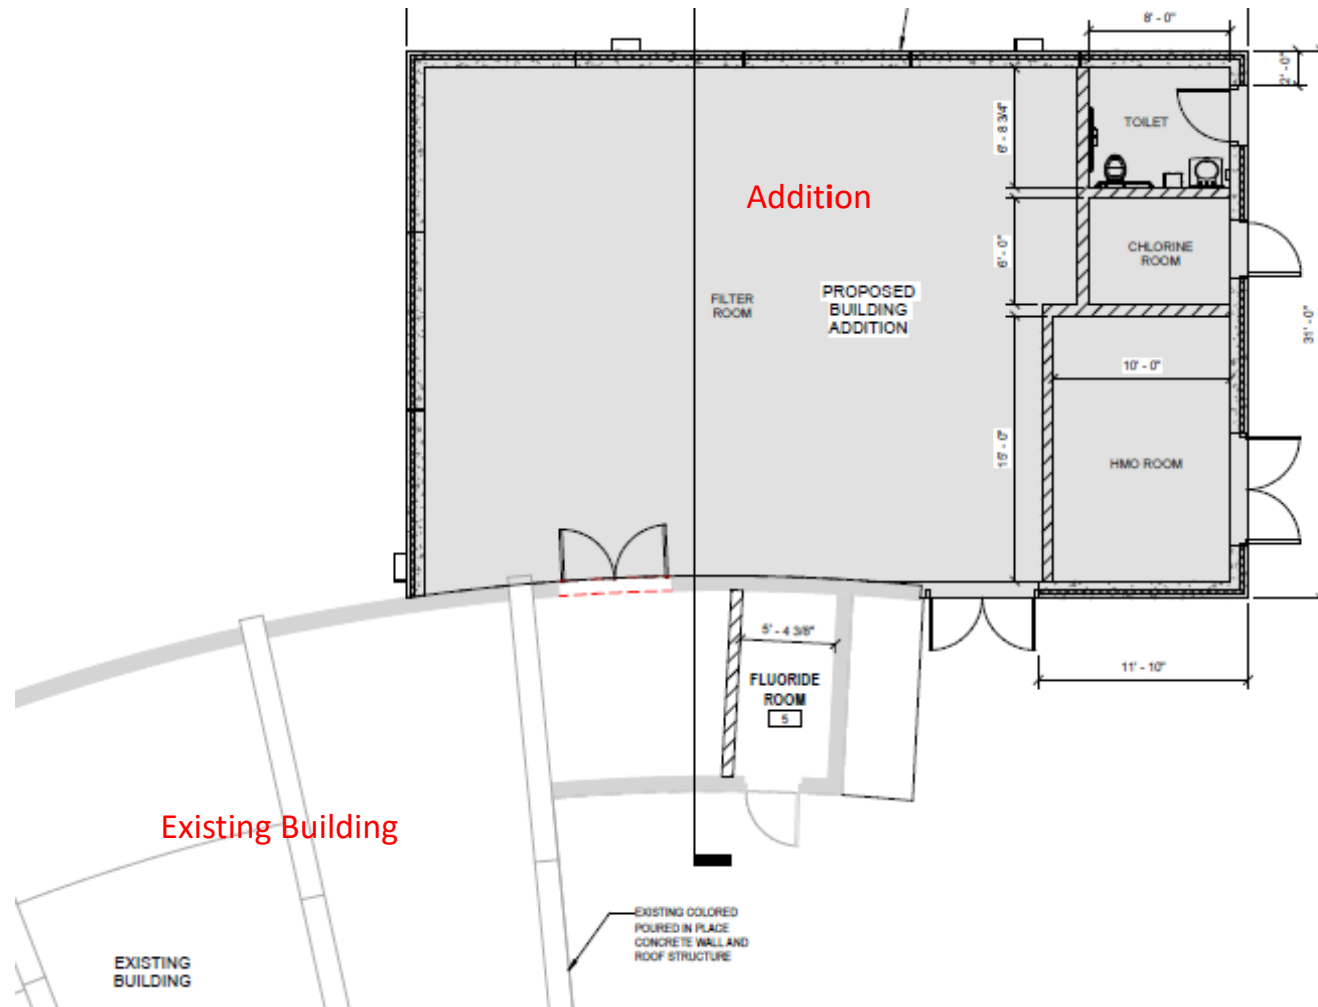 8' - 0"
2' - 0"
6' - 8 3/4"
TOILET
Addition
6' - 0"
CHLORINE
ROOM
FILTER
ROOM
PROPOSED
BUILDING
ADDITION
31' - 0"
10' - 0"
15' - 0"
HMO ROOM
5' - 4 3/8"
11' - 10"
FLUORIDE
ROOM
5
Existing Building
EXISTING COLORED
POURED IN PLACE
CONCRETE WALL AND
ROOF STRUCTURE
EXISTING
BUILDING